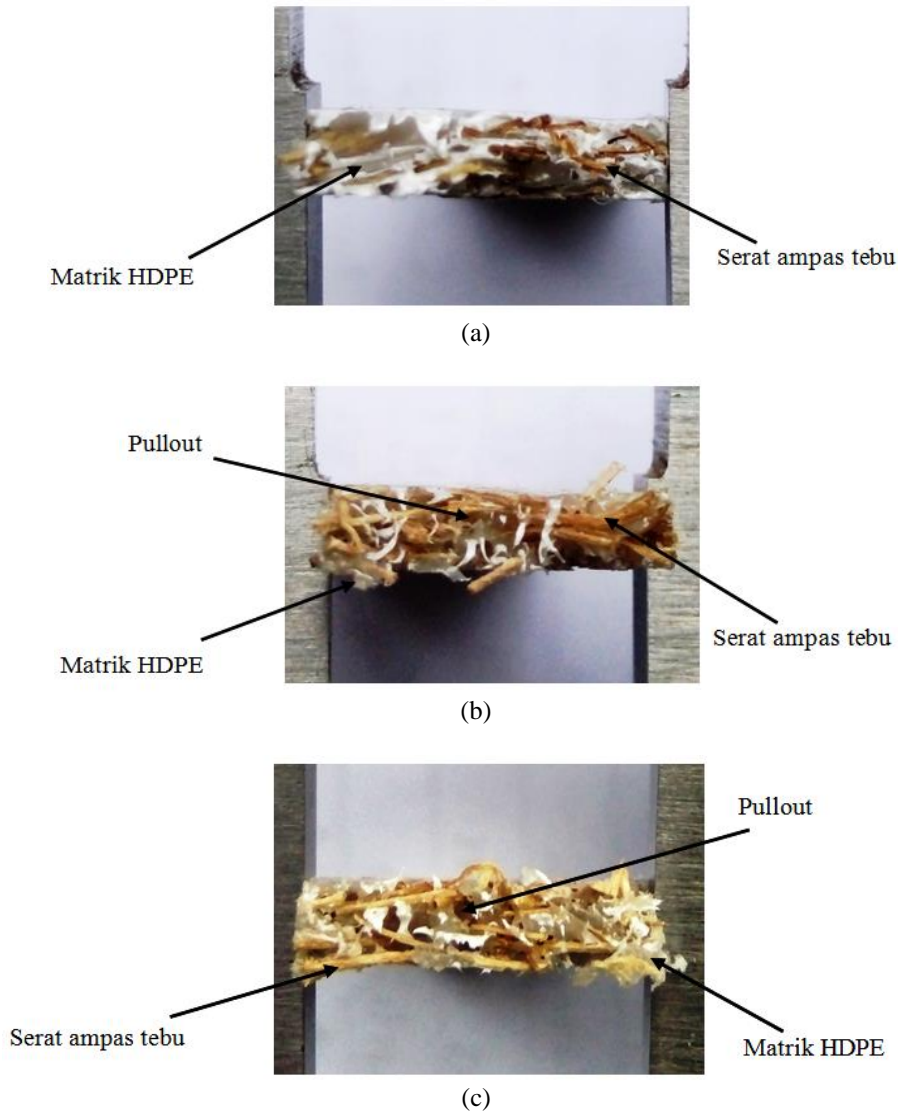 Matrik HDPE
Serat ampas tebu
(a)
Pullout
Serat ampas tebu
Matrik HDPE
(b)
Pullout
Serat ampas tebu
Matrik HDPE
(c)